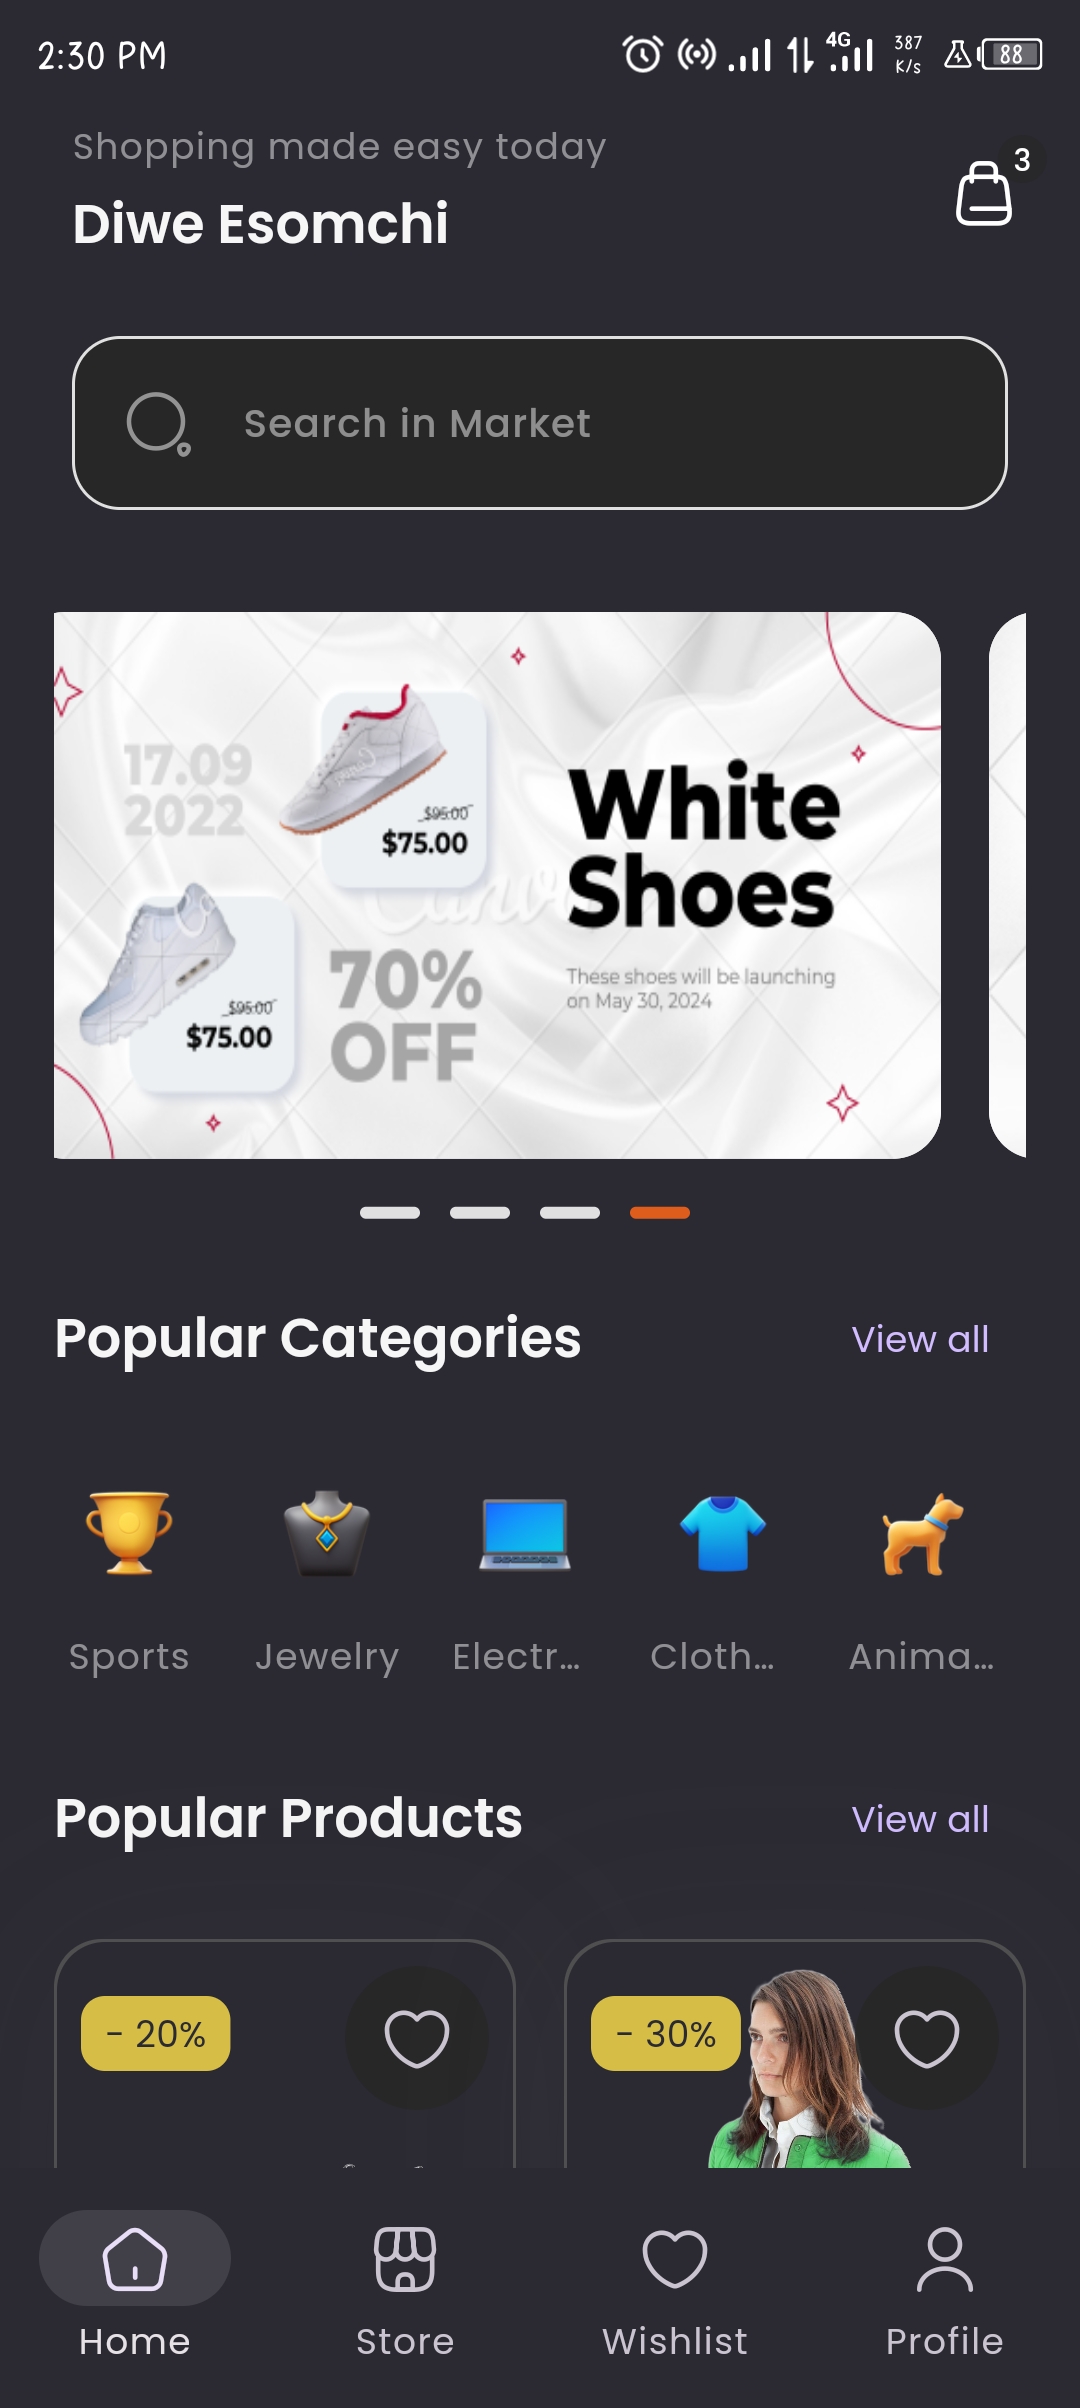 2:30 PM
4G
387
K/s
88
Shopping made easy today
Diwe Esomchi
3
Search in Market
17.09
2022
$95.00
$75.00
White
Shoes
Canva
These shoes will be launching
on May 30, 2024
70%
OFF
$95.00
$75.00
Popular Categories
View all
Sports
Jewelry
Electr...
Cloth...
Anima...
Popular Products
View all
- 20%
- 30%
Home
Store
Wishlist
Profile